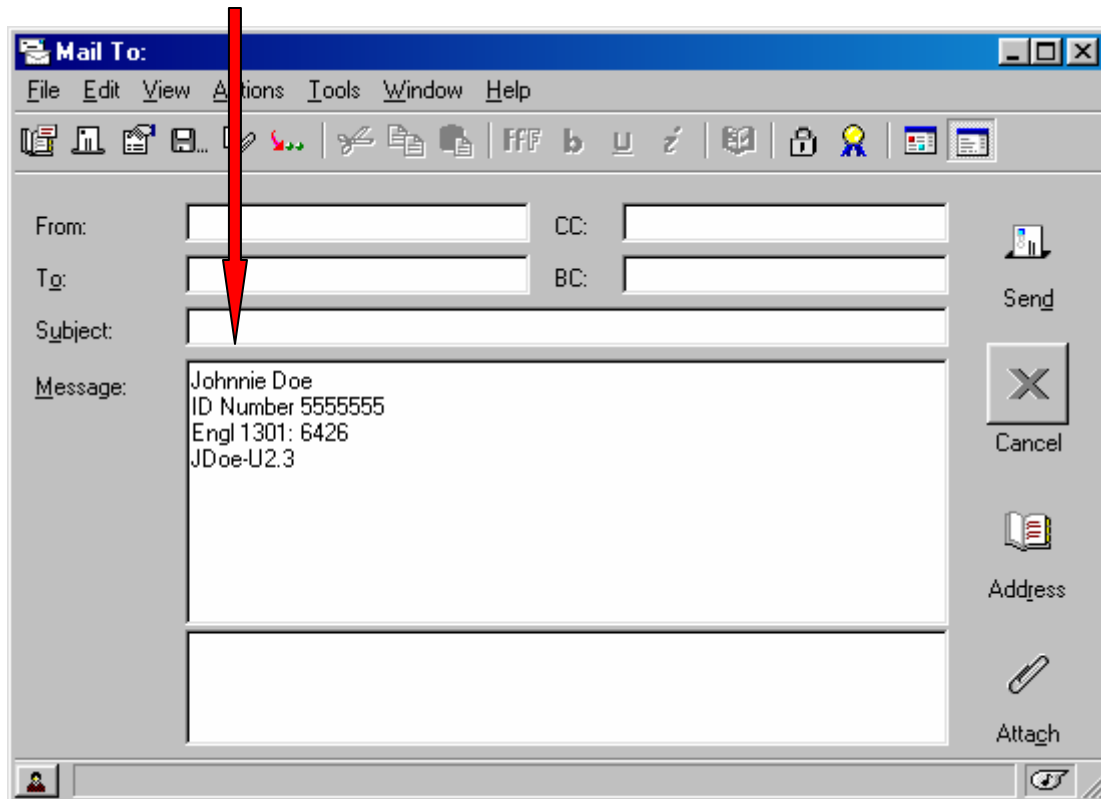 Mail To:
File Edit View Actions Tools Window Help
From:
CC:
To:
BC:
Send
Subject:
Message:
Johnnie Doe
ID Number 5555555
Engl 1301: 6426
JDoe-U2.3
Cancel
Address
Attach